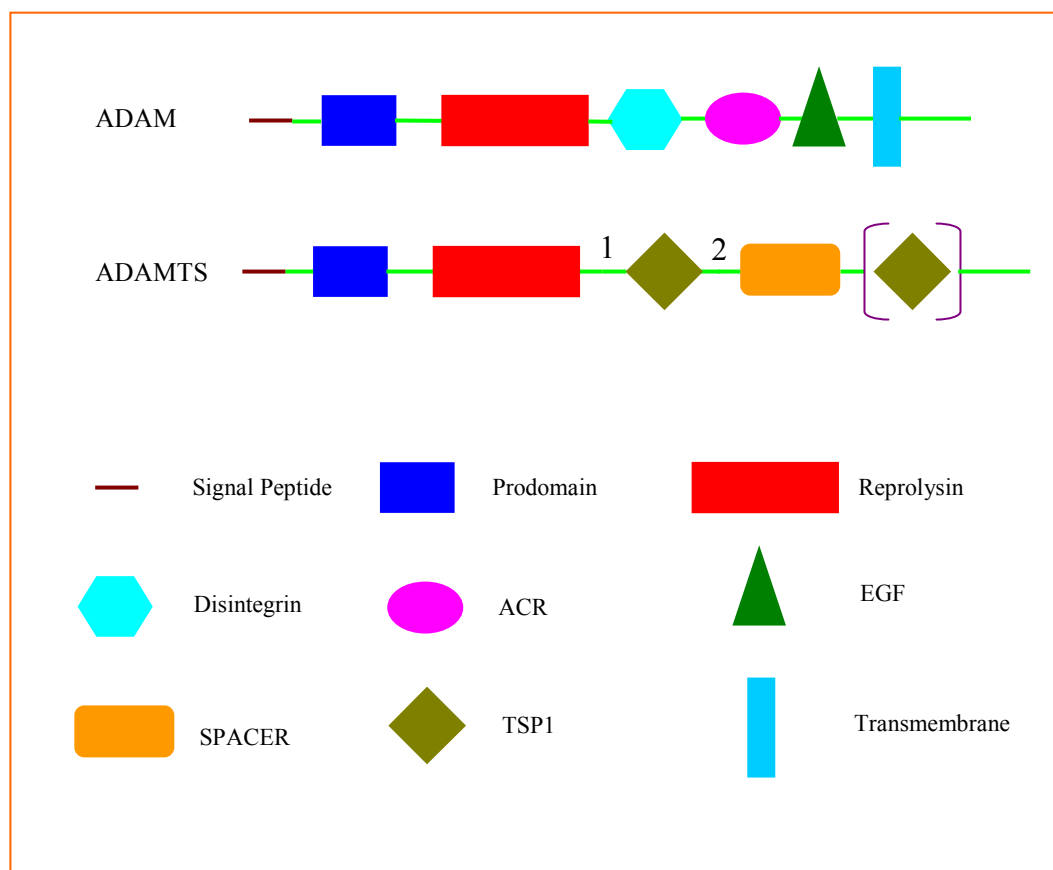 ADAM
ADAMTS 1 2
Signal Peptide Prodomain Reprolysin
Disintegrin ACR EGF
SPACER TSP1 Transmembrane